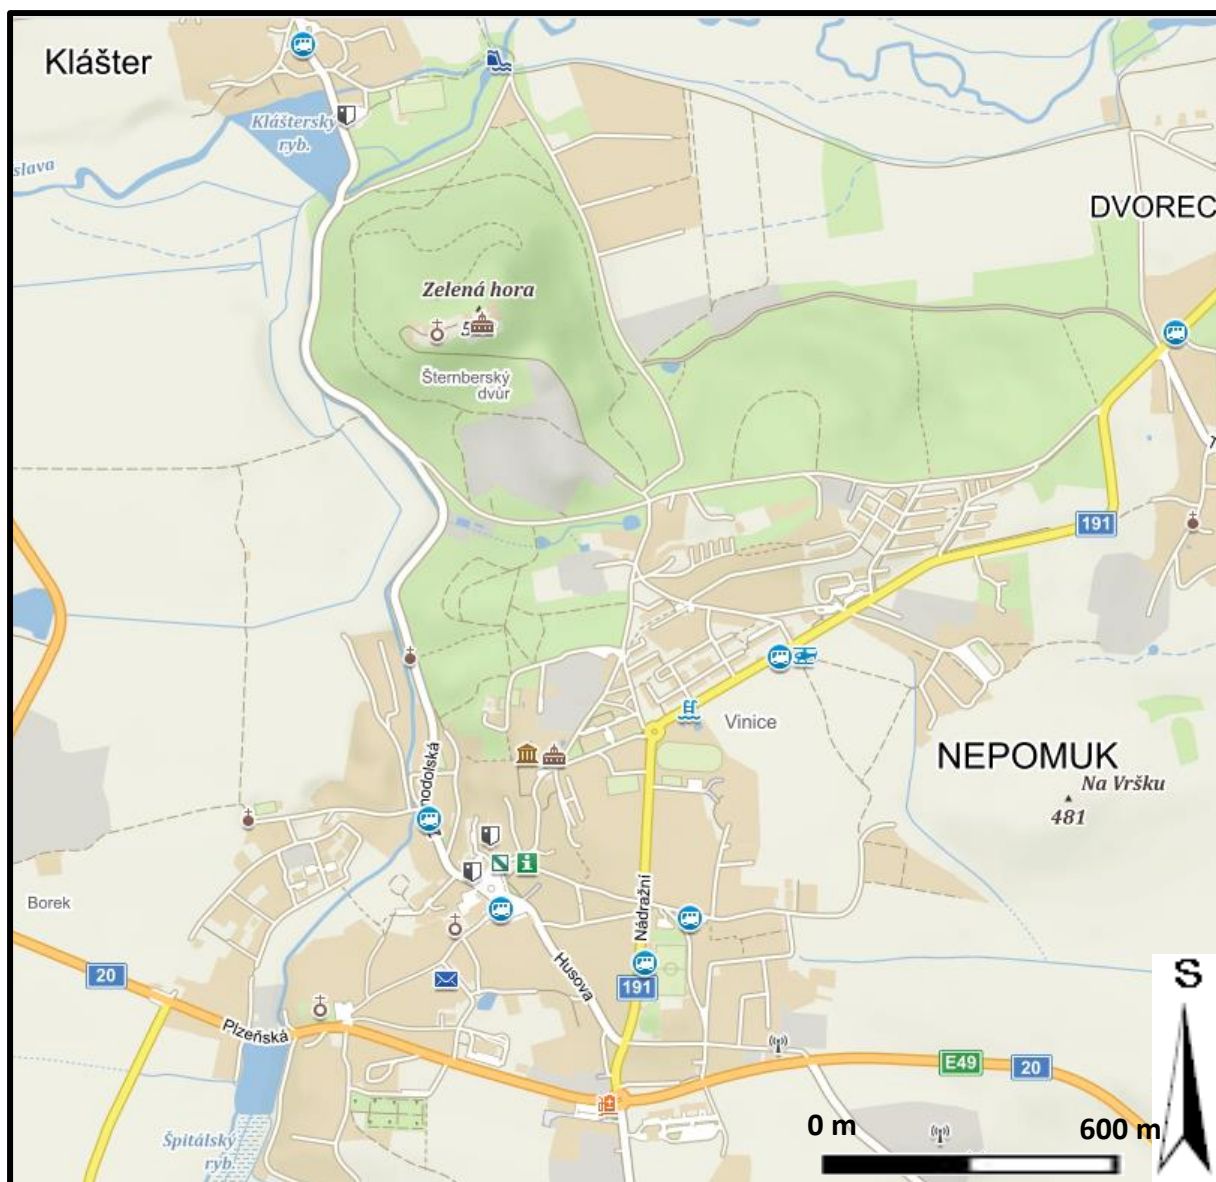 Klášter
Klášterský
ryb.
slava
DVOREC
Zelená hora
5
Šternberský
dvůr
191
Vinice
NEPOMUK
Na Vršku
481
Borek
Nádražní
Husova
20
191
Plzeňská
S
E49
20
0 m
600 m
Špitálský
ryb.